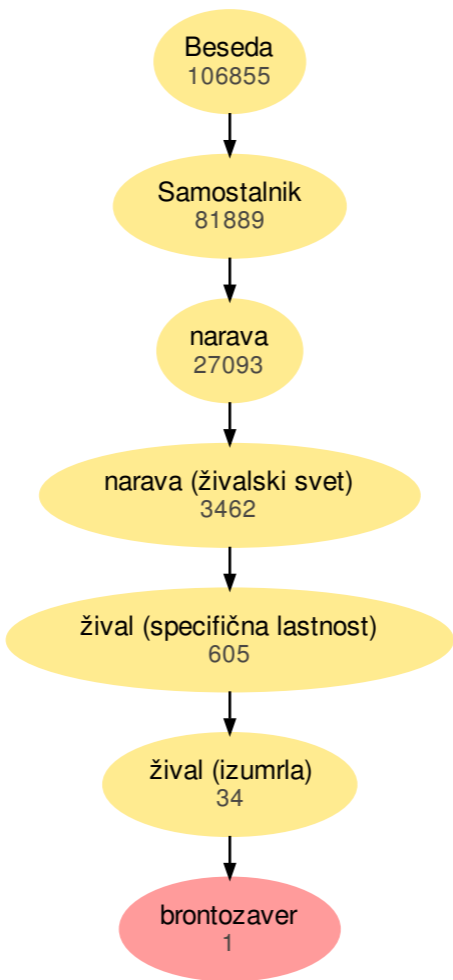 Beseda
106855
Samostalnik
81889
narava
27093
narava (živalski svet)
3462
žival (specifična lastnost)
605
žival (izumrla)
34
brontozaver
1